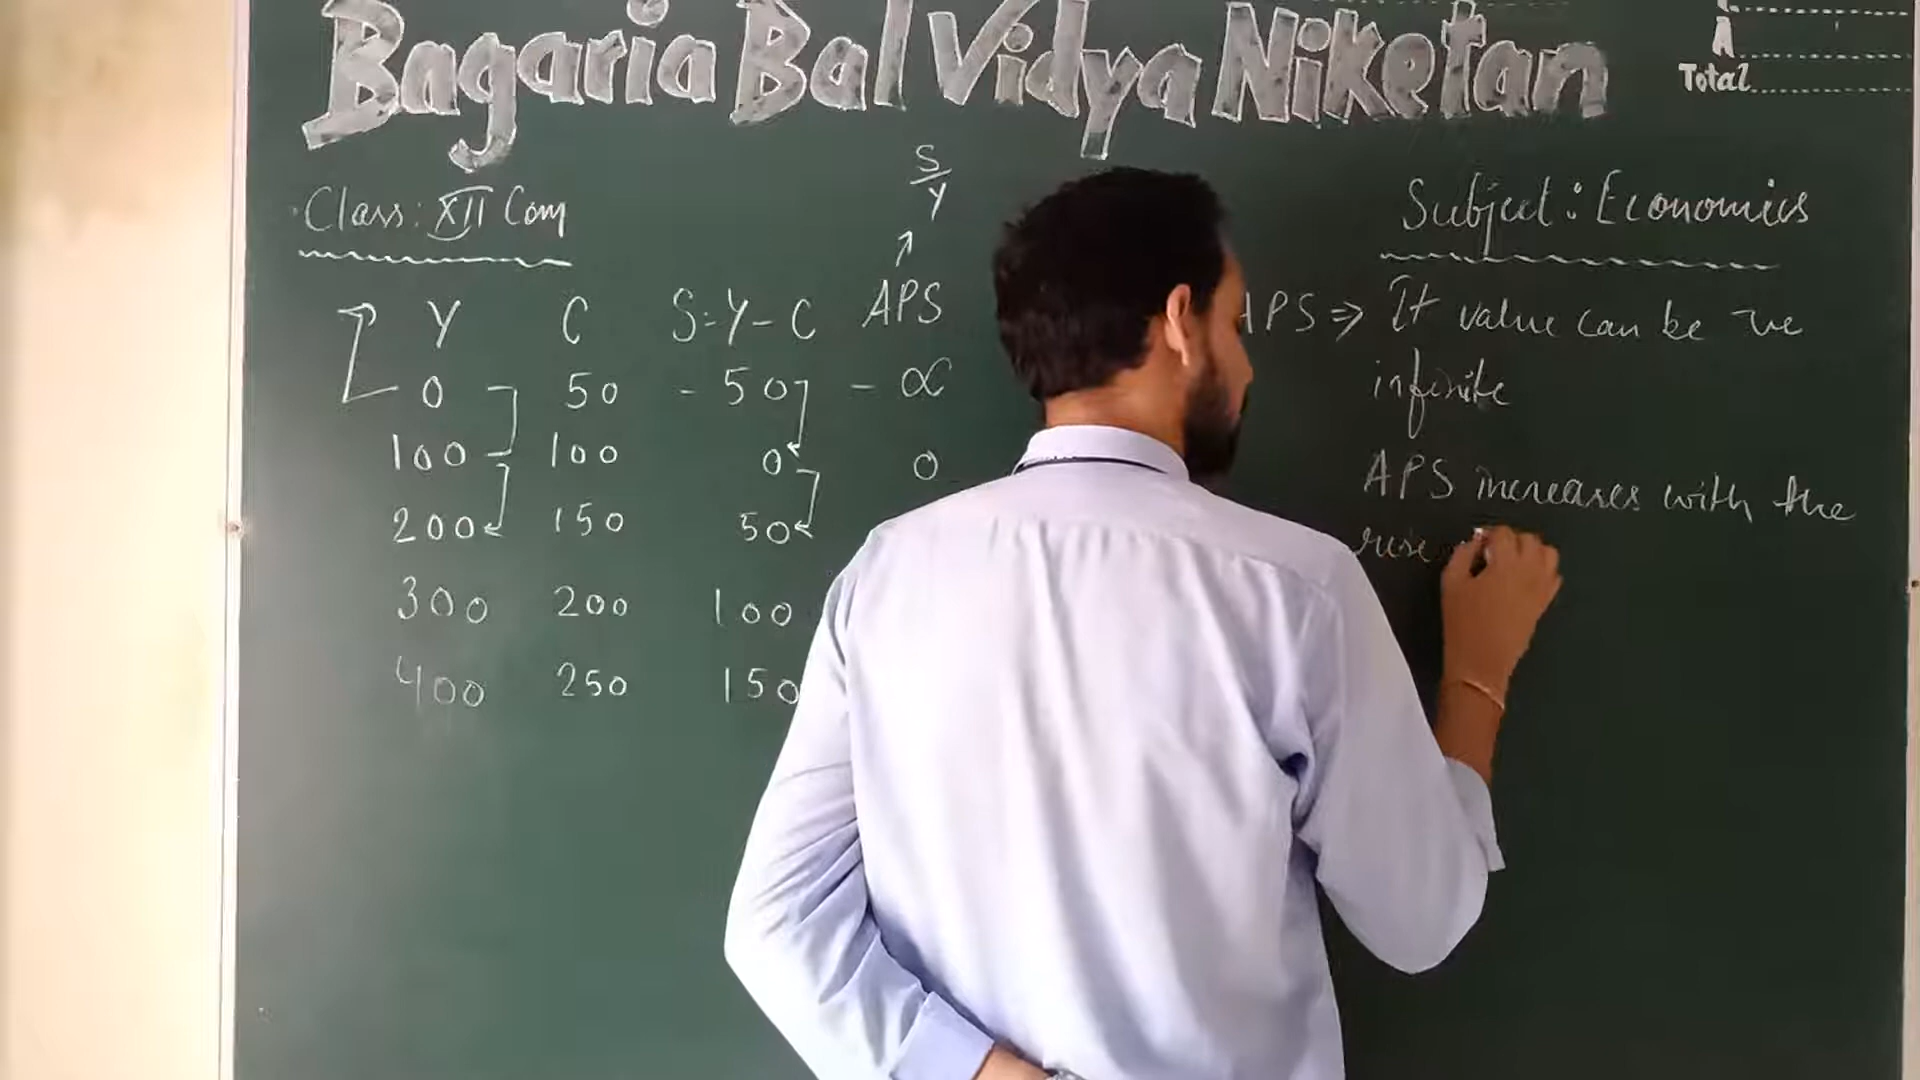 Bagaria Bal Vidya Niketan
A
Total
Class: XII Com
Subject: Economics
S/Y
Y C S=Y-C APS
0 50 -50 -∞
100 100 0 0
200 150 50
300 200 100
400 250 150
APS ⇒ It value can be -ve
infinite
APS increases with the
rise